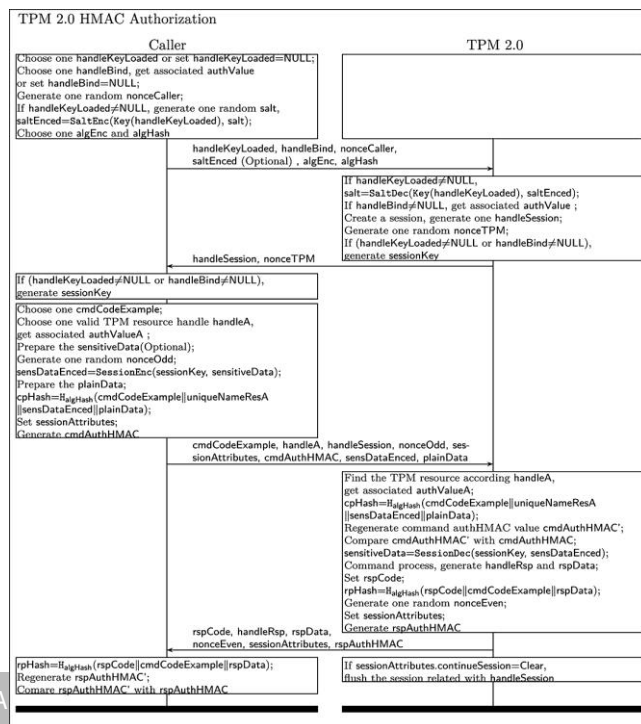 TPM 2.0 HMAC Authorization
Caller
TPM 2.0
Choose one handleKeyLoaded or set handleKeyLoaded=NULL;
Choose one handleBind, get associated authValue
or set handleBind=NULL;
Generate one random nonceCaller;
If handleKeyLoaded≠NULL, generate one random salt,
saltEnced=SaltEnc(Key(handleKeyLoaded), salt);
Choose one algEnc and algHash
handleKeyLoaded, handleBind, nonceCaller,
saltEnced (Optional) , algEnc, algHash
If handleKeyLoaded≠NULL,
salt=SaltDec(Key(handleKeyLoaded), saltEnced);
If handleBind≠NULL, get associated authValue ;
Create a session, generate one handleSession;
Generate one random nonceTPM;
If (handleKeyLoaded≠NULL or handleBind≠NULL),
generate sessionKey
handleSession, nonceTPM
If (handleKeyLoaded≠NULL or handleBind≠NULL),
generate sessionKey
Choose one cmdCodeExample;
Choose one valid TPM resource handle handleA,
get associated authValueA ;
Prepare the sensitiveData(Optional);
Generate one random nonceOdd;
sensDataEnced=SessionEnc(sessionKey, sensitiveData);
Prepare the plainData;
cpHash=HalgHash(cmdCodeExample||uniqueNameResA
||sensDataEnced||plainData);
Set sessionAttributes;
Generate cmdAuthHMAC
cmdCodeExample, handleA, handleSession, nonceOdd, ses-
sionAttributes, cmdAuthHMAC, sensDataEnced, plainData
Find the TPM resource according handleA,
get associated authValueA;
cpHash=HalgHash(cmdCodeExample||uniqueNameResA
||sensDataEnced||plainData);
Regenerate command authHMAC value cmdAuthHMAC';
Compare cmdAuthHMAC' with cmdAuthHMAC;
sensitiveData=SessionDec(sessionKey, sensDataEnced);
Command process, generate handleRsp and rspData;
Set rspCode;
rpHash=HalgHash(rspCode||cmdCodeExample||rspData);
Generate one random nonceEven;
Set sessionAttributes;
Generate rspAuthHMAC
rspCode, handleRsp, rspData,
nonceEven, sessionAttributes, rspAuthHMAC
rpHash=HalgHash(rspCode||cmdCodeExample||rspData);
Regenerate rspAuthHMAC';
Comare rspAuthHMAC' with rspAuthHMAC
If sessionAttributes.continueSession=Clear,
flush the session related with handleSession
A